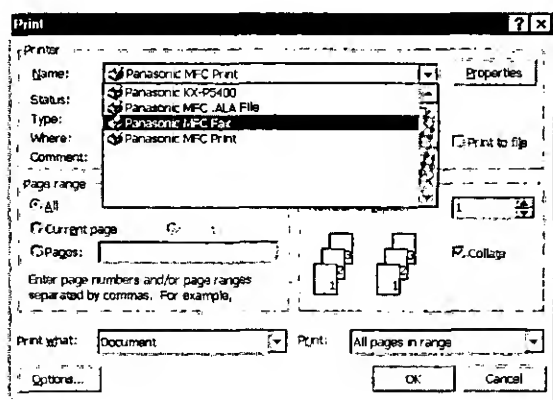 Print
Printer
Name: Panasonic MFC Print Properties
Panasonic KX-P5400
Status: Panasonic MFC .ALA File
Type: Panasonic MFC Fax
Where: Panasonic MFC Print Print to file
Comment:
Page range
All 1
Current page
Pages: Collate
Enter page numbers and/or page ranges
separated by commas. For example,
Print what: Document Print: All pages in range
Options... OK Cancel